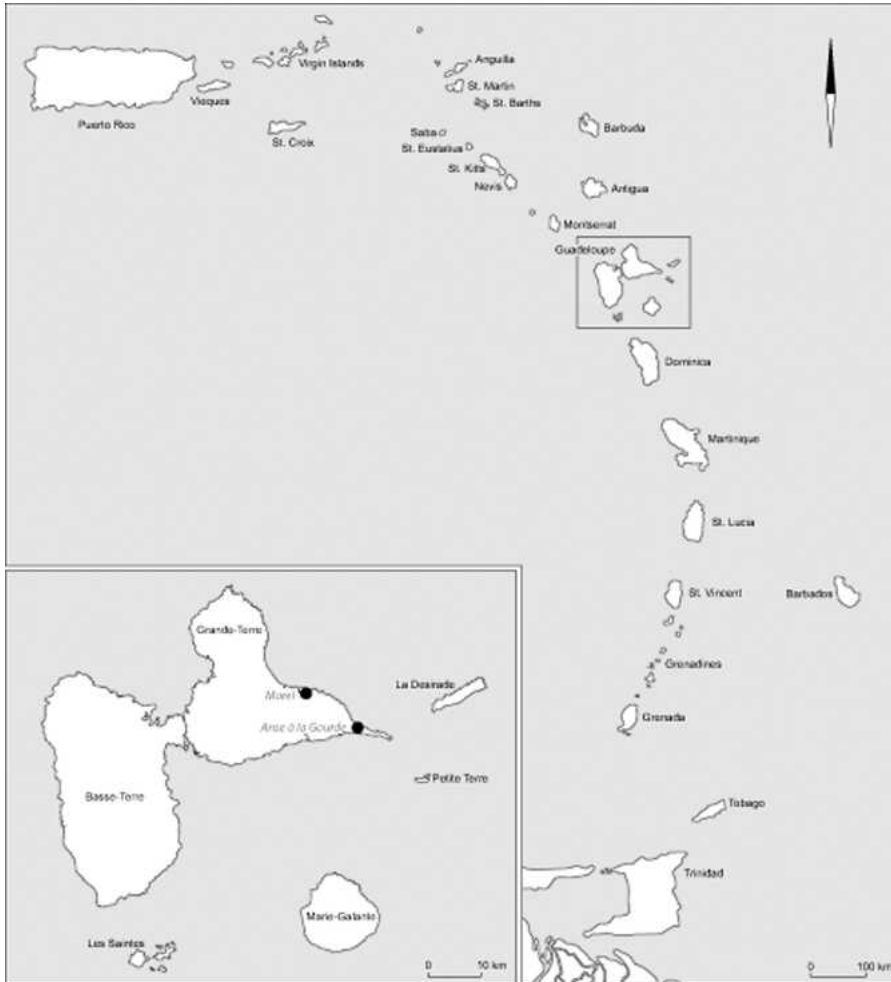 Anguilla
Virgin Islands
St. Martin
Vieques
St. Barths
Puerto Rico
Barbuda
Saba
St. Croix
St. Eustatius
St. Kitts
Nevis
Antigua
Montserrat
Guadeloupe
Dominica
Martinique
St. Lucia
St. Vincent
Barbados
Grenadines
Grenada
Tobago
Trinidad
0 100 km
Grande-Terre
La Desirade
Morel
Anse à la Gourde
Petite Terre
Basse-Terre
Marie-Galante
Les Saintes
0 10 km